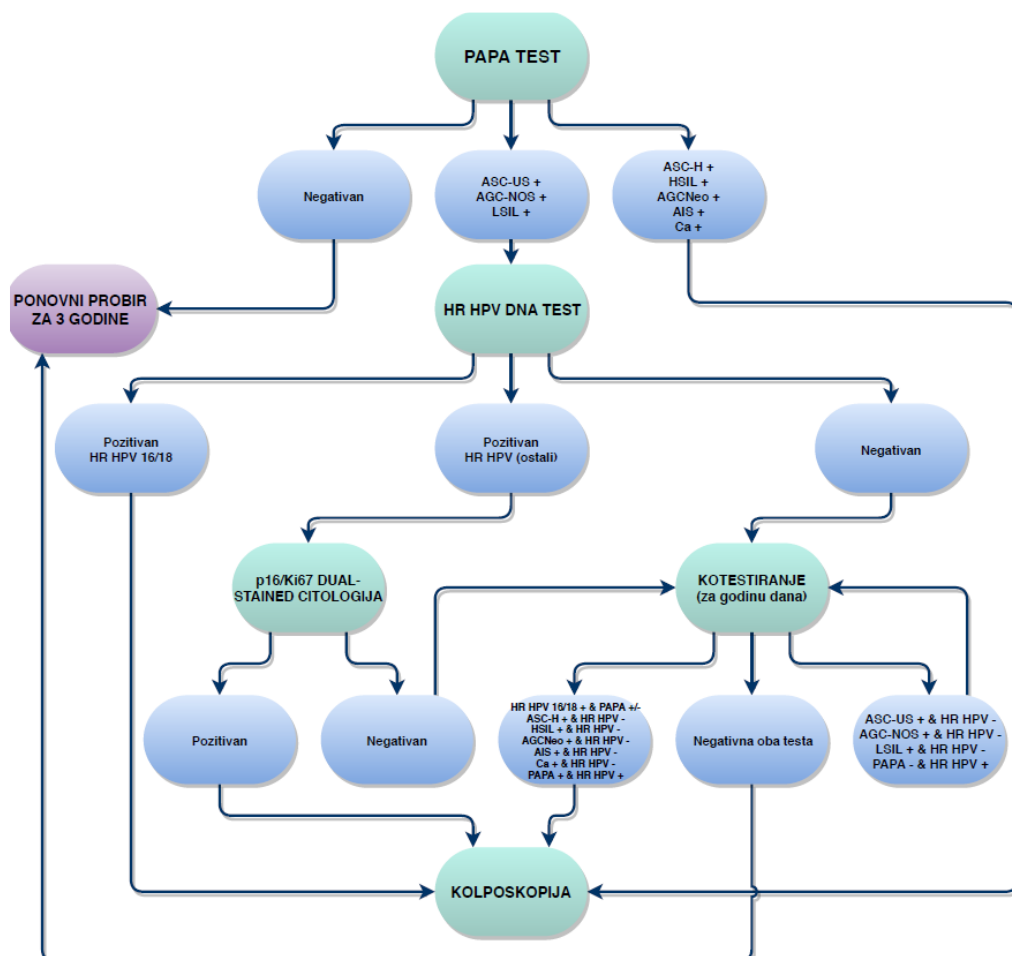 PAPA TEST
Negativan
ASC-US +
AGC-NOS +
LSIL +
ASC-H +
HSIL +
AGCNeo +
AIS +
Ca +
PONOVNI PROBIR
ZA 3 GODINE
HR HPV DNA TEST
Pozitivan
HR HPV 16/18
Pozitivan
HR HPV (ostali)
Negativan
p16/Ki67 DUAL-
STAINED CITOLOGIJA
KOTESTIRANJE
(za godinu dana)
Pozitivan
Negativan
HR HPV 16/18 + & PAPA +/-
ASC-H + & HR HPV -
HSIL + & HR HPV -
AGCNeo + & HR HPV -
AIS + & HR HPV -
Ca + & HR HPV -
PAPA + & HR HPV +
Negativna oba testa
ASC-US + & HR HPV -
AGC-NOS + & HR HPV -
LSIL + & HR HPV -
PAPA - & HR HPV +
KOLPOSKOPIJA